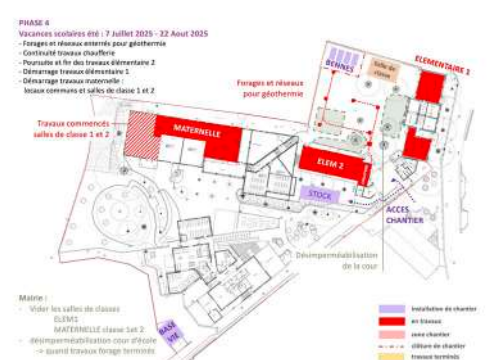 PHASE 4
Vacances scolaires été : 7 Juillet 2025 - 22 Aout 2025
- Forages et réseaux enterrés pour géothermie
- Continuité travaux chaufferie
- Poursuite et fin des travaux élémentaire 2
- Démarrage travaux élémentaire 1
- Démarrage travaux maternelle :
locaux communs et salles de classe 1 et 2
BENNES
Salle de
classe
ELEMENTAIRE 1
Forages et réseaux
pour géothermie
Travaux commencés
salles de classe 1 et 2
MATERNELLE
ELEM 2
STOCK
ACCES
CHANTIER
Désimperméabilisation
de la cour
Mairie :
- Vider les salles de classes
ELEM1
MATERNELLE classe 1et 2
- désimperméabilisation cour d'école
-> quand travaux forage terminés
BASE
VIE
installation de chantier
en travaux
zone chantier
clôture de chantier
travaux terminés